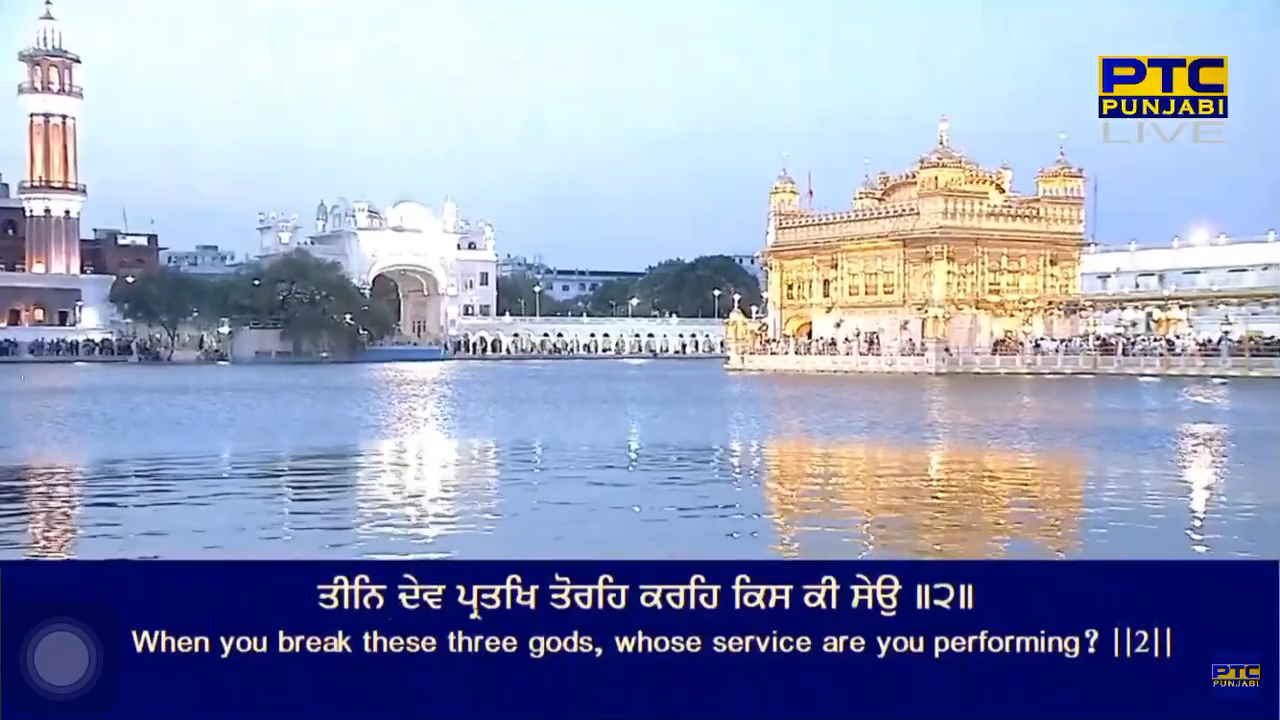 PTC
PUNJABI
LIVE
ਤੀਨਿ ਦੇਵ ਪ੍ਰਤਖਿ ਤੋਰਹਿ ਕਰਹਿ ਕਿਸ ਕੀ ਸੇਉ ॥੨॥
When you break these three gods, whose service are you performing? ||2||
PTC
PUNJABI